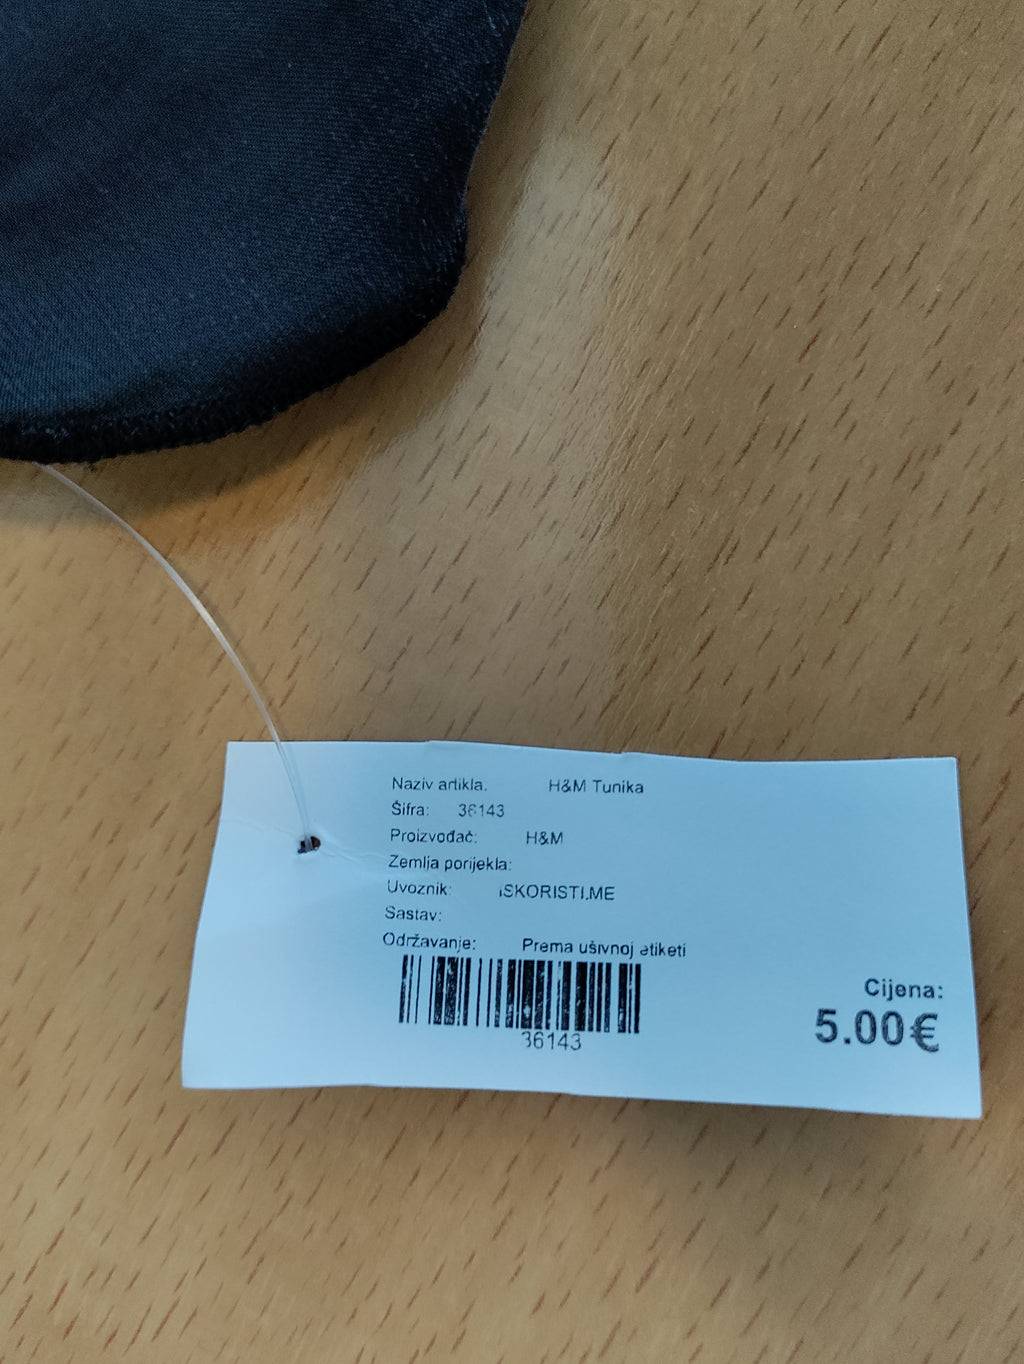 Naziv artikla: H&M Tunika
Šifra: 36143
Proizvođač: H&M
Zemlja porijekla:
Uvoznik: ISKORISTI.ME
Sastav:
Održavanje: Prema ušivnoj etiketi
36143
Cijena:
5.00€